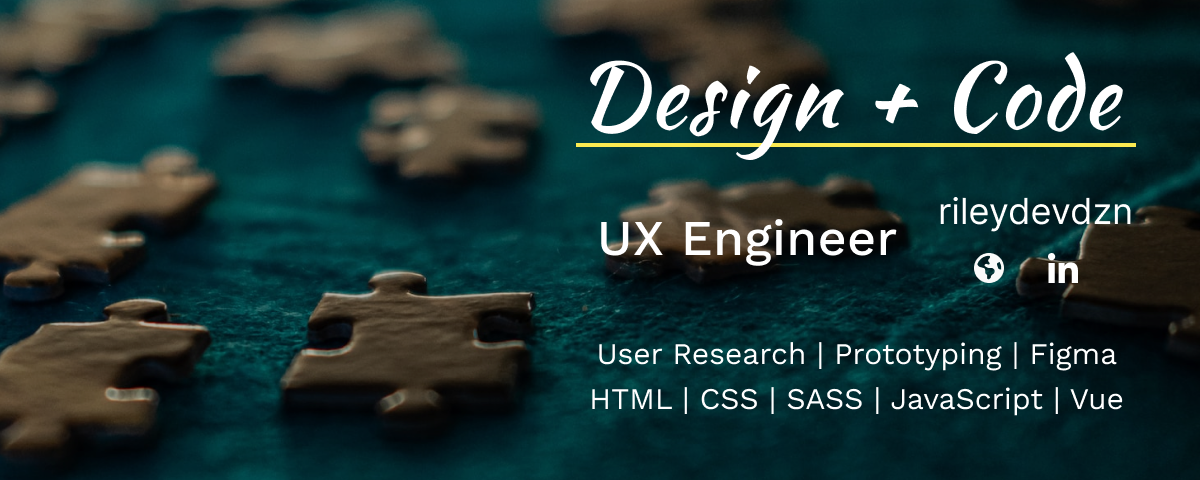 Design + Code
UX Engineer
rileydevdzn
in
User Research | Prototyping | Figma
HTML | CSS | SASS | JavaScript | Vue